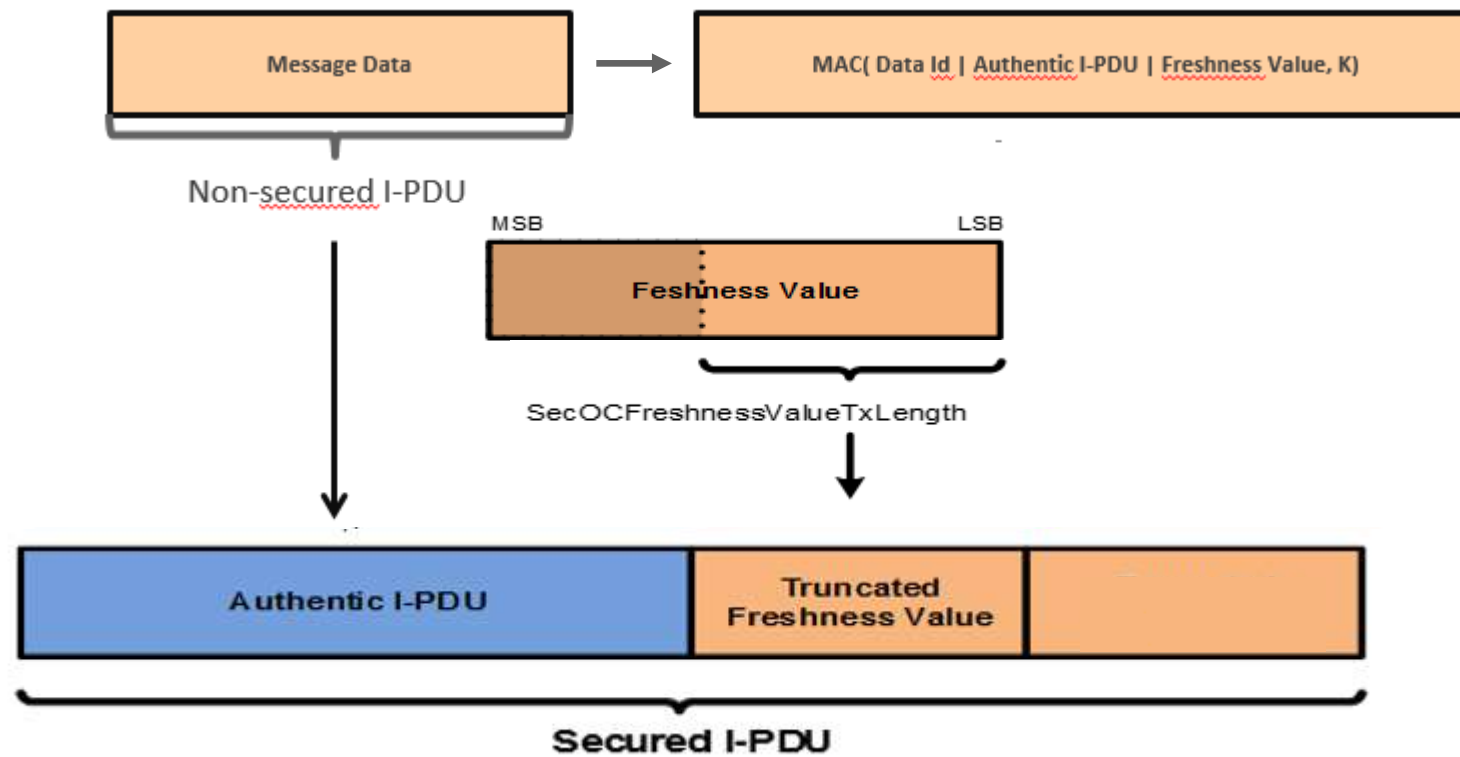 Message Data
MAC( Data Id | Authentic I-PDU | Freshness Value, K)
Non-secured I-PDU
MSB
LSB
Feshness Value
SecOCFreshnessValueTxLength
Authentic I-PDU
Truncated
Freshness Value
Secured I-PDU